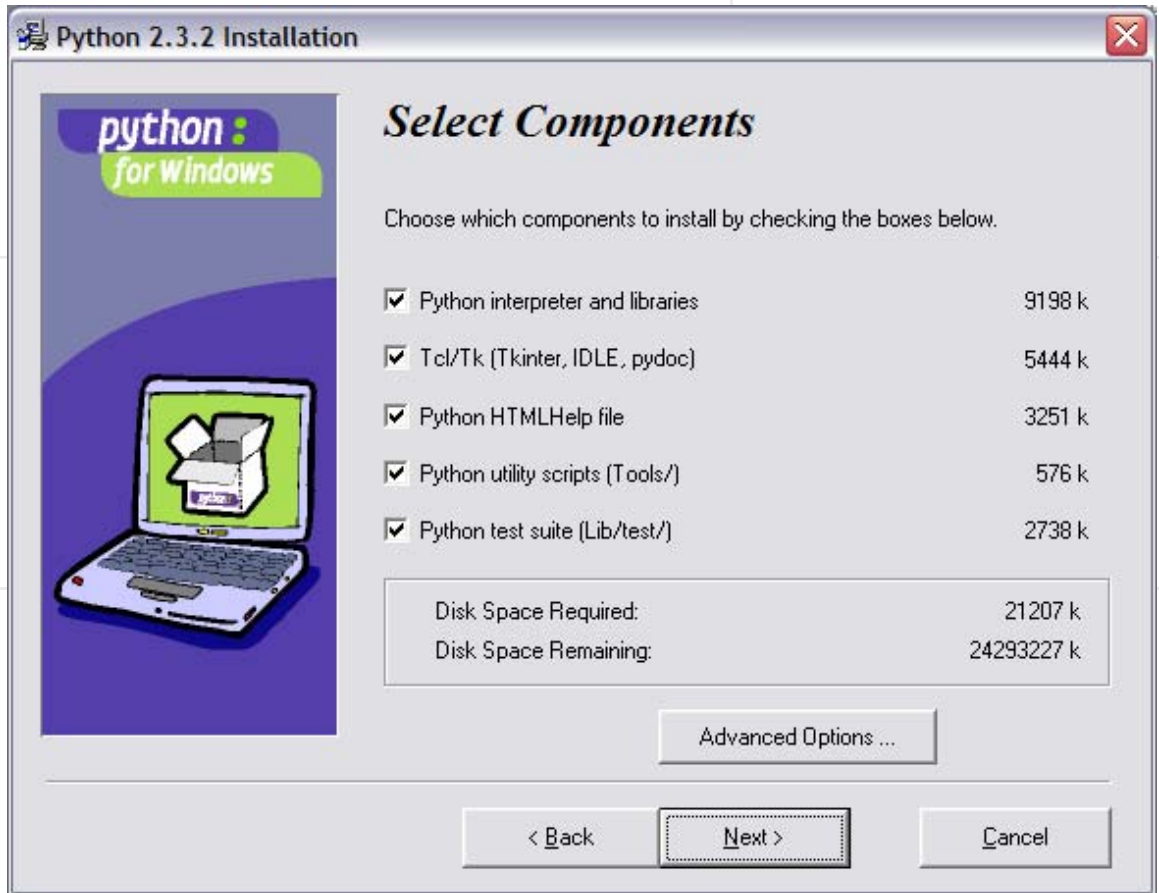 Python 2.3.2 Installation
python:
for Windows
Select Components
Choose which components to install by checking the boxes below.
Python interpreter and libraries 9198 k
Tcl/Tk (Tkinter, IDLE, pydoc) 5444 k
Python HTMLHelp file 3251 k
Python utility scripts (Tools/) 576 k
Python test suite (Lib/test/) 2738 k
Disk Space Required: 21207 k
Disk Space Remaining: 24293227 k
Advanced Options ...
< Back Next > Cancel
python: